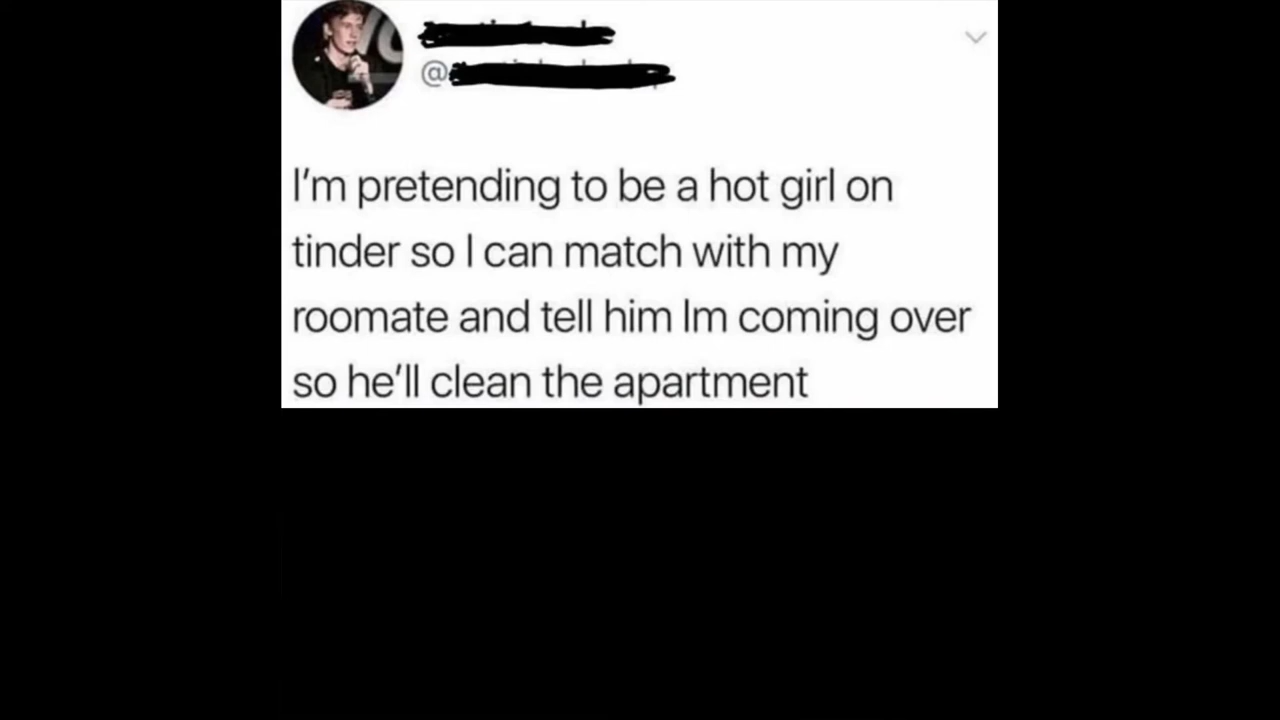 @
I'm pretending to be a hot girl on
tinder so I can match with my
roomate and tell him Im coming over
so he'll clean the apartment